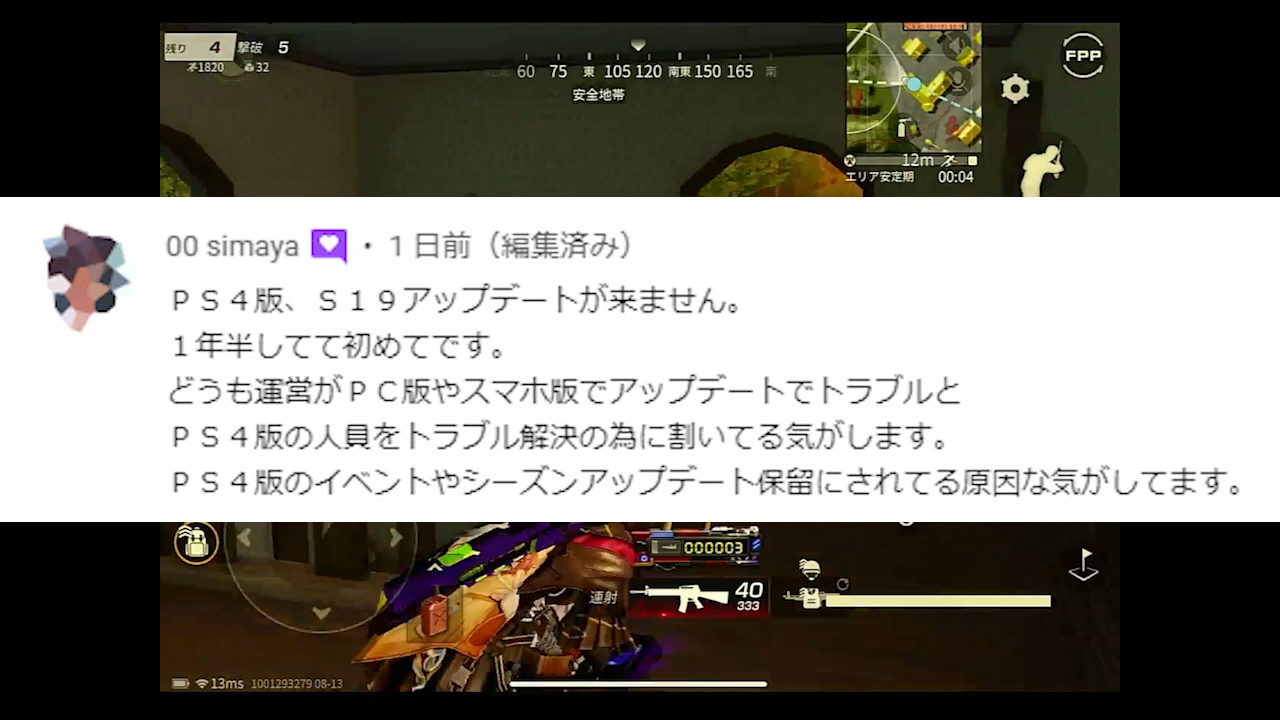 残り 4 撃破 5
1820 32
60 75 東 105 120 南東 150 165 南
安全地帯
FPP
12m
エリア安定期 00:04
00 simaya ・ 1 日前（編集済み）
ＰＳ４版、Ｓ１９アップデートが来ません。
１年半してて初めてです。
どうも運営がＰＣ版やスマホ版でアップデートでトラブルと
ＰＳ４版の人員をトラブル解決の為に割いてる気がします。
ＰＳ４版のイベントやシーズンアップデート保留にされてる原因な気がしてます。
000003
連射 40
333
13ms 1001293279 08-13